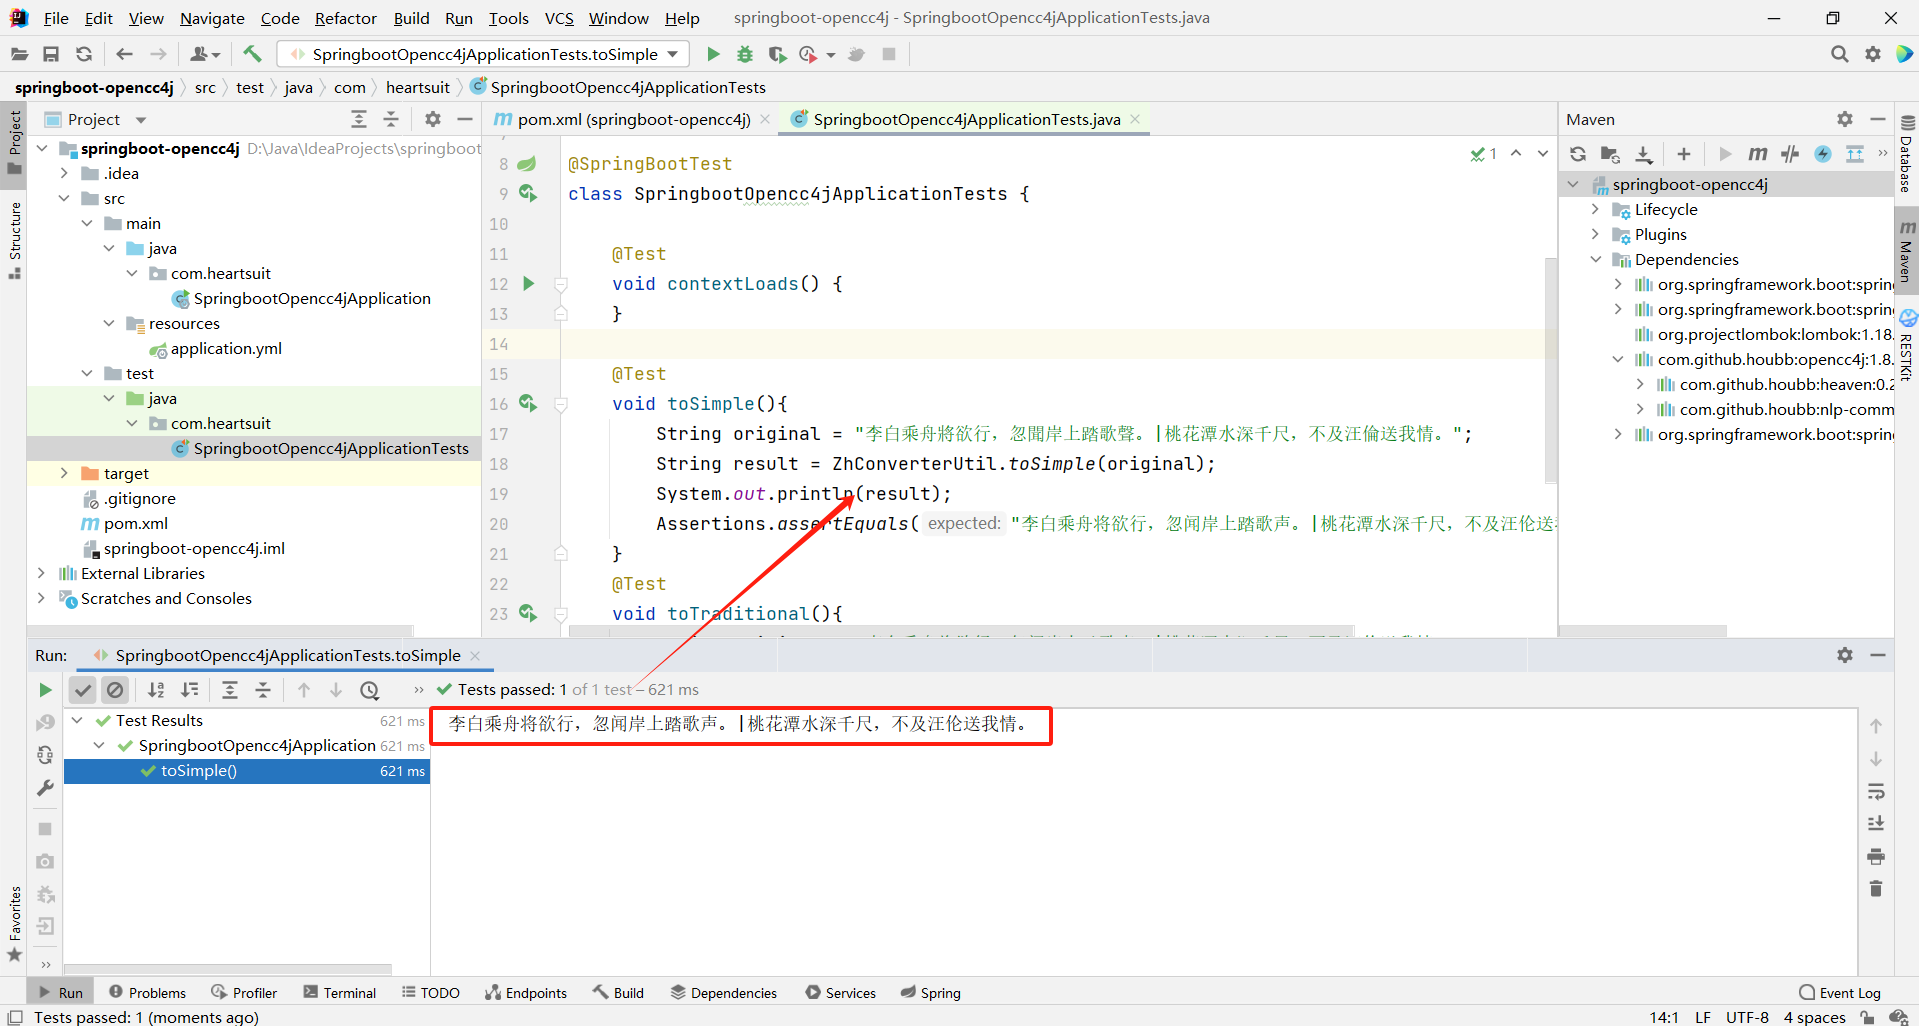 File Edit View Navigate Code Refactor Build Run Tools VCS Window Help springboot-opencc4j - SpringbootOpencc4jApplicationTests.java
SpringbootOpencc4jApplicationTests.toSimple
springboot-opencc4j src test java com heartsuit SpringbootOpencc4jApplicationTests
Project
Structure
Favorites
Project
springboot-opencc4j D:\Java\IdeaProjects\springboot
.idea
src
main
java
com.heartsuit
SpringbootOpencc4jApplication
resources
application.yml
test
java
com.heartsuit
SpringbootOpencc4jApplicationTests
target
.gitignore
pom.xml
springboot-opencc4j.iml
External Libraries
Scratches and Consoles
pom.xml (springboot-opencc4j) SpringbootOpencc4jApplicationTests.java
1
8 @SpringBootTest
9 class SpringbootOpencc4jApplicationTests {
10
11 @Test
12 void contextLoads() {
13 }
14
15 @Test
16 void toSimple(){
17 String original = "李白乘舟將欲行，忽聞岸上踏歌聲。|桃花潭水深千尺，不及汪倫送我情。";
18 String result = ZhConverterUtil.toSimple(original);
19 System.out.println(result);
20 Assertions.assertEquals( expected: "李白乘舟将欲行，忽闻岸上踏歌声。|桃花潭水深千尺，不及汪伦送
21 }
22 @Test
23 void toTraditional(){
Maven
springboot-opencc4j
Lifecycle
Plugins
Dependencies
org.springframework.boot:spring
org.springframework.boot:spring
org.projectlombok:lombok:1.18.
com.github.houbb:opencc4j:1.8.
com.github.houbb:heaven:0.2
com.github.houbb:nlp-comm
org.springframework.boot:spring
Database
Maven
RESTKit
Run: SpringbootOpencc4jApplicationTests.toSimple
Tests passed: 1 of 1 test – 621 ms
Test Results 621 ms
SpringbootOpencc4jApplication 621 ms
toSimple() 621 ms
李白乘舟将欲行，忽闻岸上踏歌声。|桃花潭水深千尺，不及汪伦送我情。
Run Problems Profiler Terminal TODO Endpoints Build Dependencies Services Spring Event Log
Tests passed: 1 (moments ago) 14:1 LF UTF-8 4 spaces